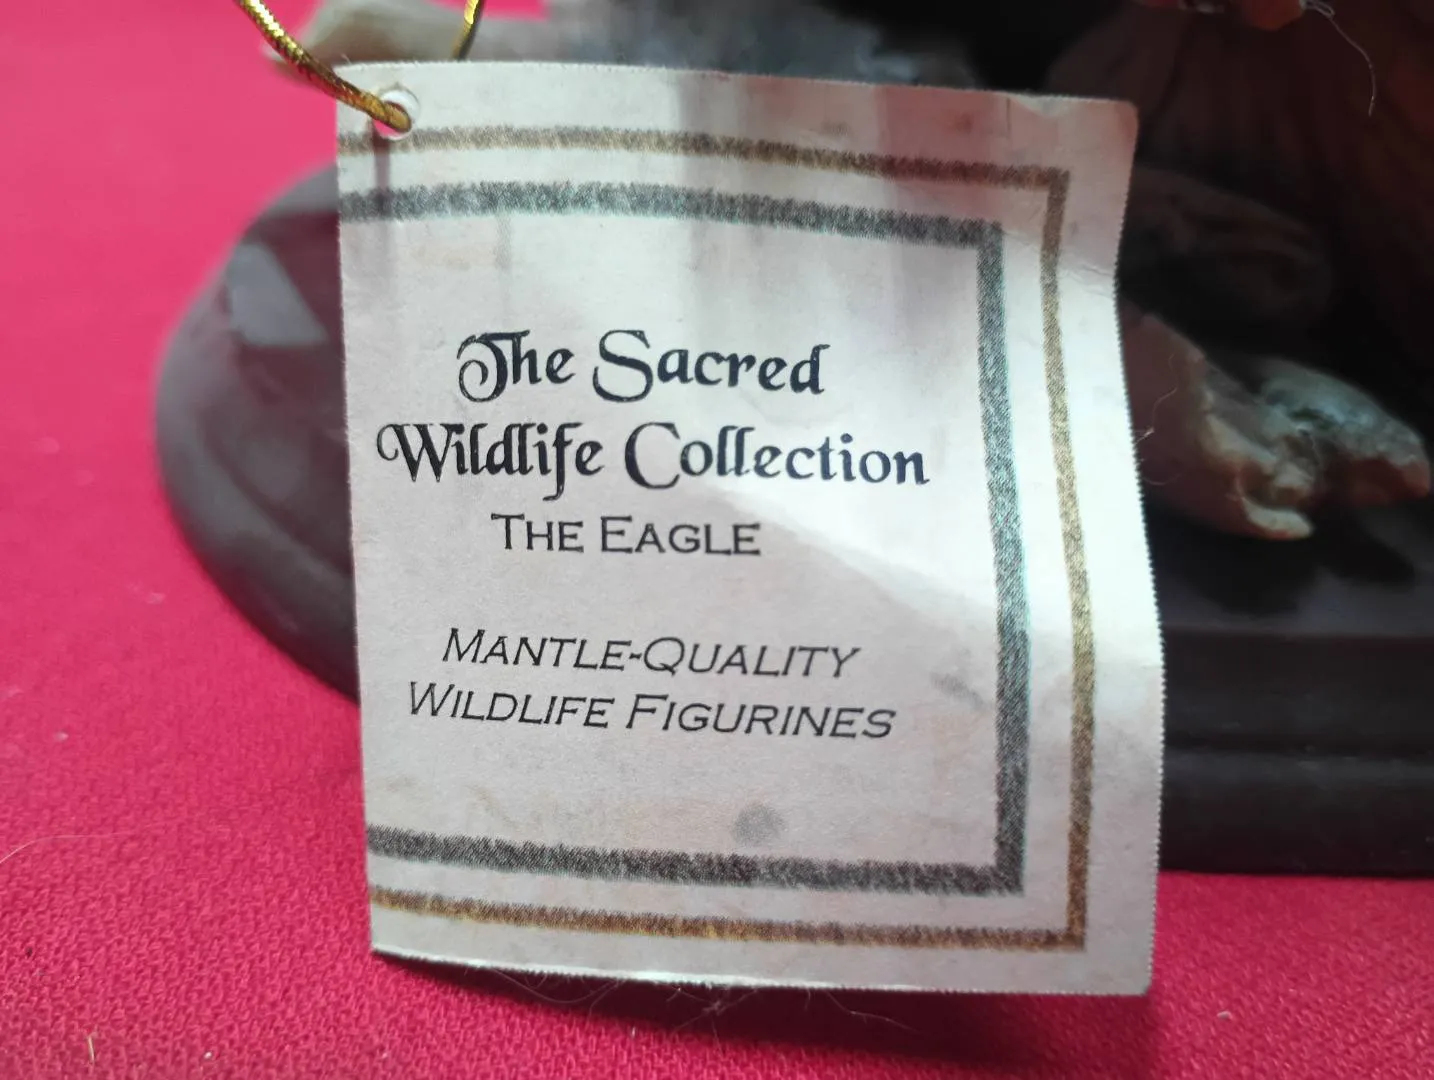 The Sacred
Wildlife Collection
THE EAGLE
MANTLE-QUALITY
WILDLIFE FIGURINES